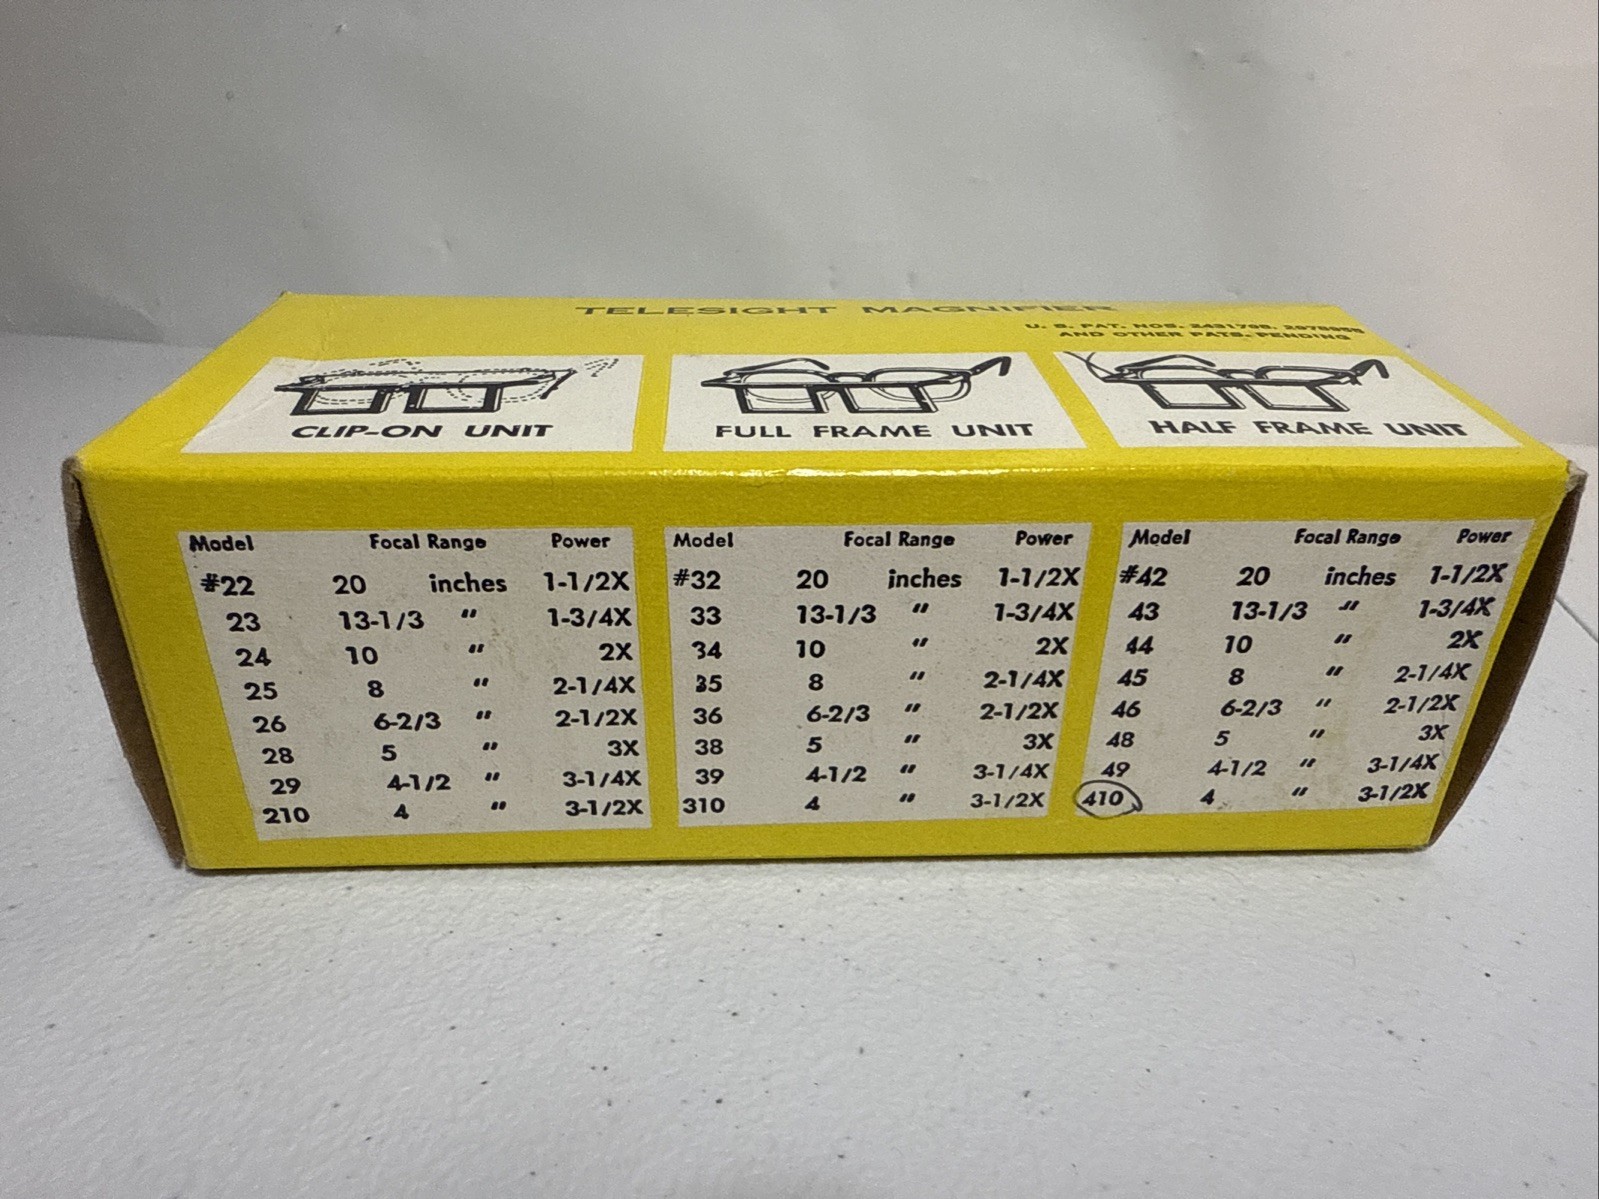 TELESIGHT MAGNIFIER
U. S. PAT. NOS. 2431798,
AND OTHER PATS. PENDING
CLIP-ON UNIT
FULL FRAME UNIT
HALF FRAME UNIT
Model Focal Range Power
#22 20 inches 1-1/2X
23 13-1/3 " 1-3/4X
24 10 " 2X
25 8 " 2-1/4X
26 6-2/3 " 2-1/2X
28 5 " 3X
29 4-1/2 " 3-1/4X
210 4 " 3-1/2X
Model Focal Range Power
#32 20 inches 1-1/2X
33 13-1/3 " 1-3/4X
34 10 " 2X
35 8 " 2-1/4X
36 6-2/3 " 2-1/2X
38 5 " 3X
39 4-1/2 " 3-1/4X
310 4 " 3-1/2X
Model Focal Range Power
#42 20 inches 1-1/2X
43 13-1/3 " 1-3/4X
44 10 " 2X
45 8 " 2-1/4X
46 6-2/3 " 2-1/2X
48 5 " 3X
49 4-1/2 " 3-1/4X
410 4 " 3-1/2X